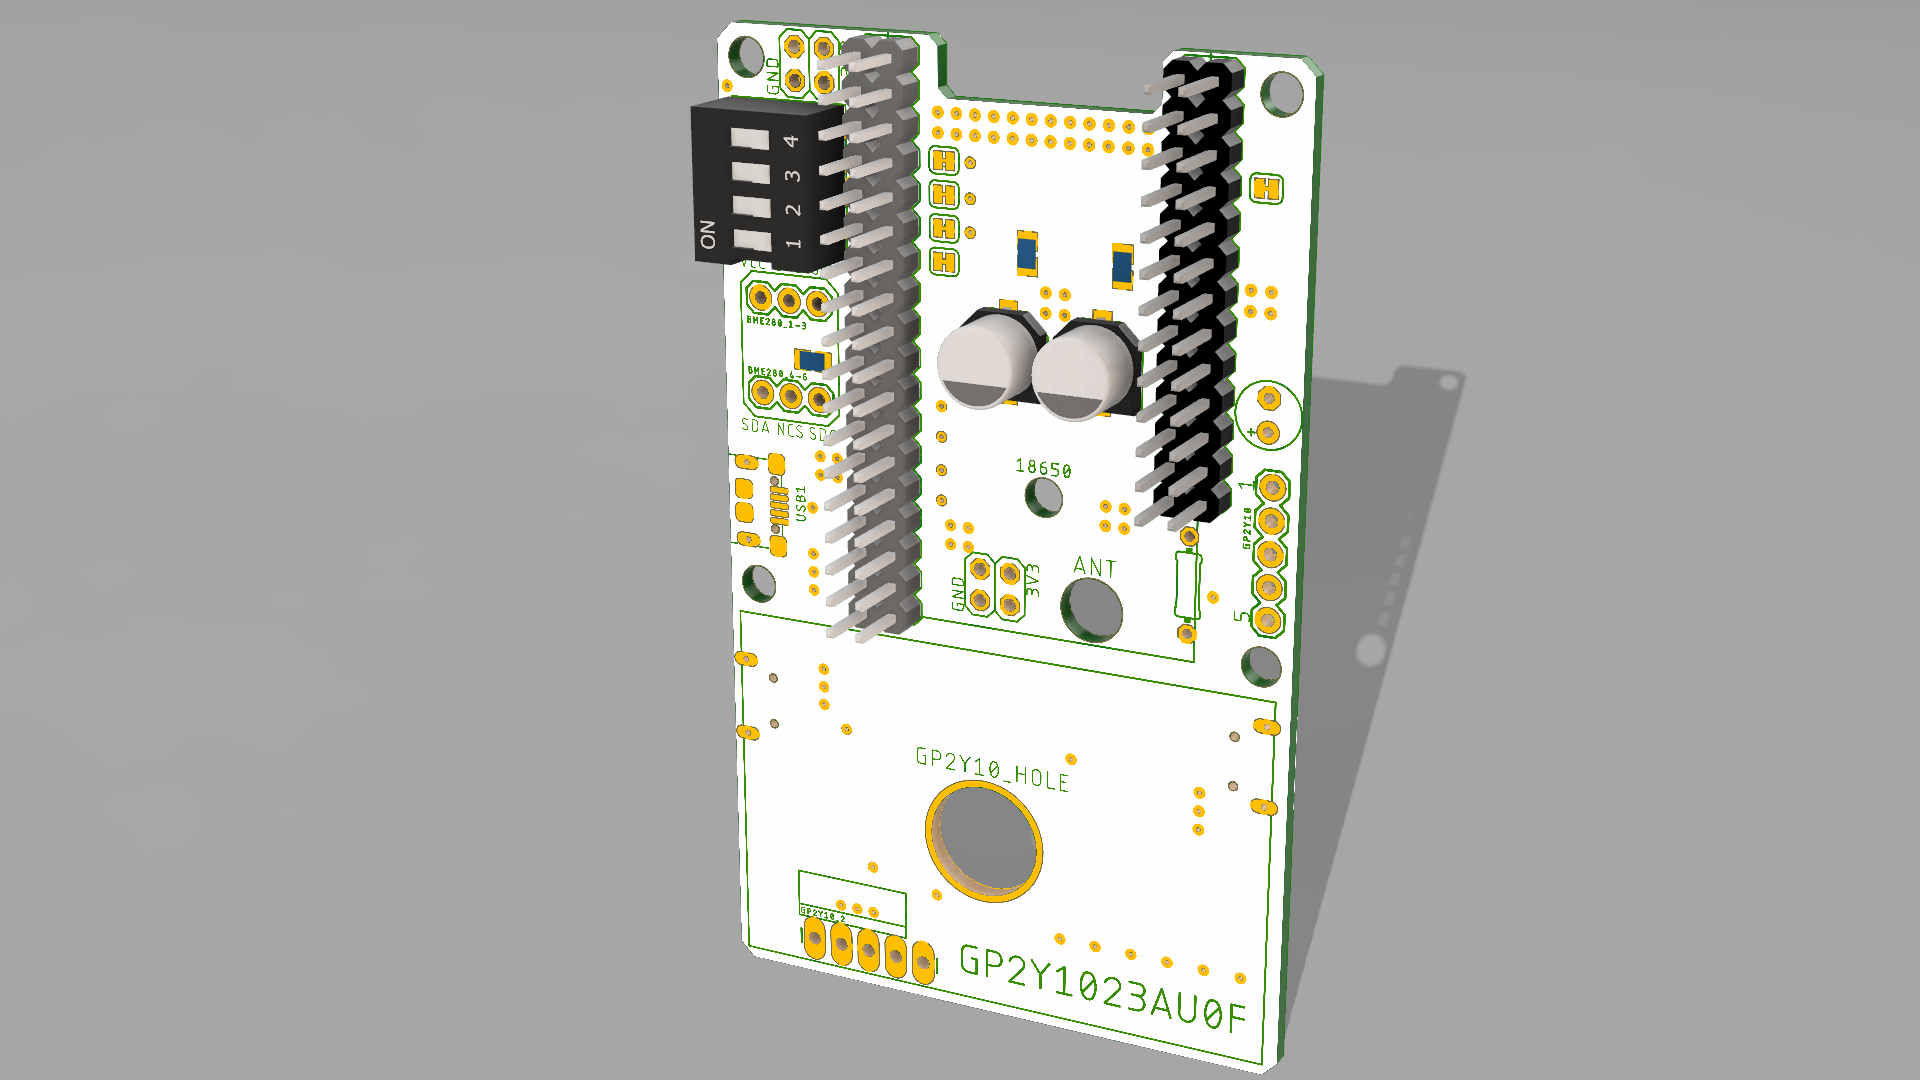 GND
ON
4
3
2
1
BME280_1-3
BME280_4-6
SDA NCS
USB1
18650
1
GP2Y10
5
ANT
GND
3V3
GP2Y10_HOLE
GP2Y10_2
1
GP2Y1023AU0F